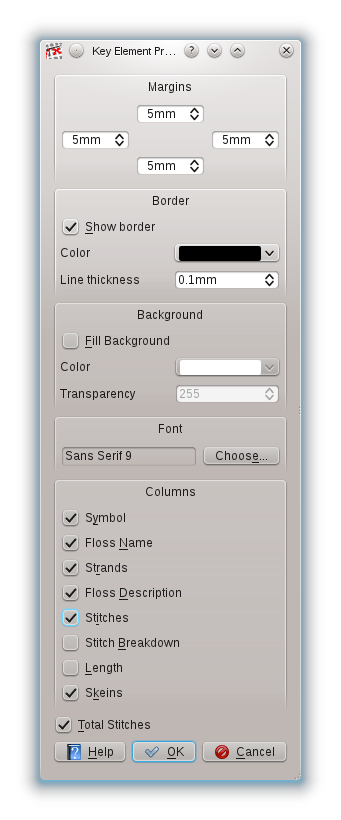 Key Element Pr...
Margins
5mm
5mm 5mm
5mm
Border
Show border
Color
Line thickness 0.1mm
Background
Fill Background
Color
Transparency 255
Font
Sans Serif 9 Choose...
Columns
Symbol
Floss Name
Strands
Floss Description
Stitches
Stitch Breakdown
Length
Skeins
Total Stitches
Help OK Cancel